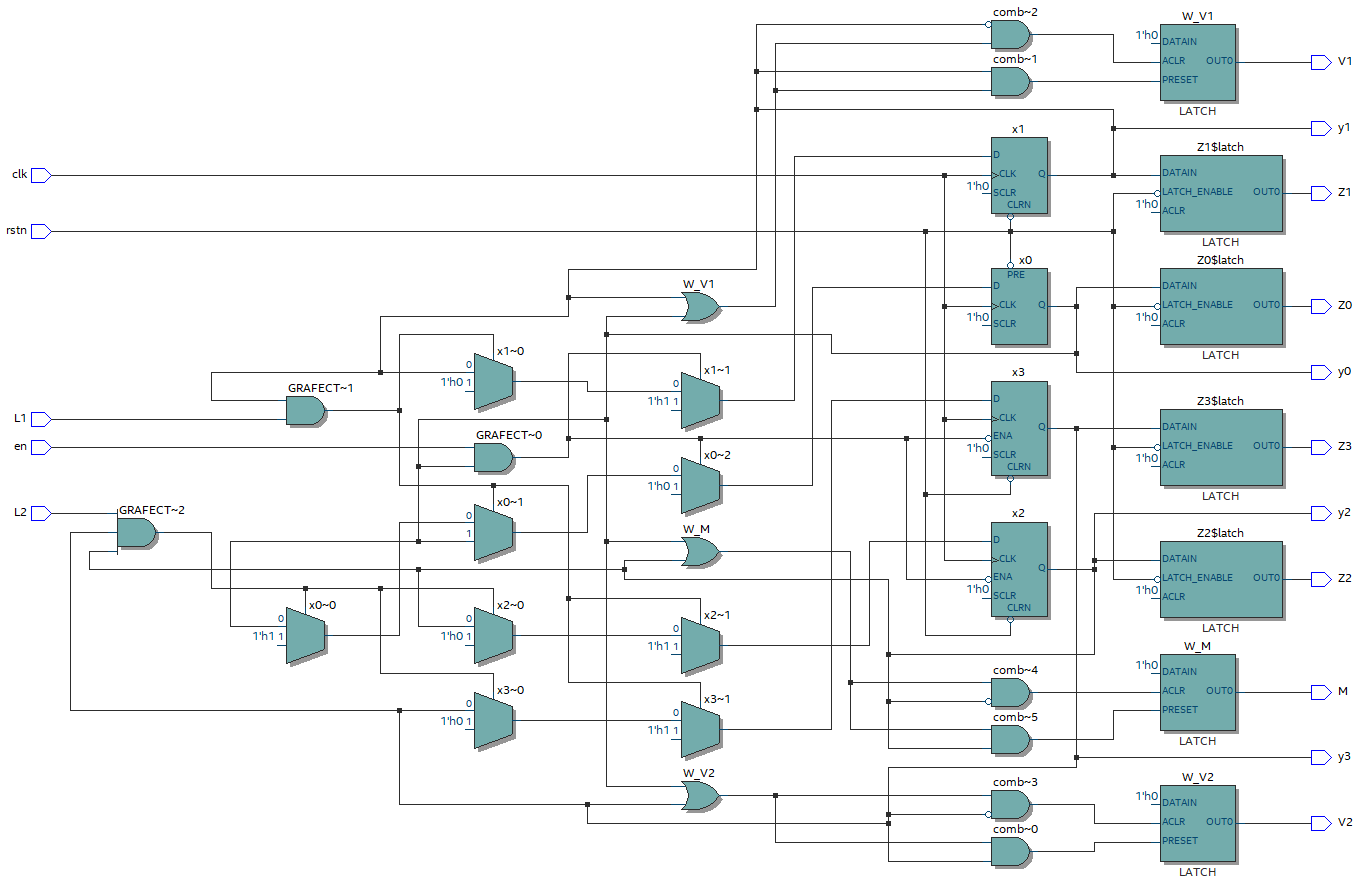 comb~2
W_V1
1'h0
DATAIN
ACLR OUT0
PRESET
LATCH
V1
comb~1
y1
x1
D
CLK Q
1'h0 SCLR
CLRN
Z1$latch
DATAIN
LATCH_ENABLE OUT0
1'h0 ACLR
LATCH
Z1
clk
rstn
x0
PRE
D
CLK Q
1'h0 SCLR
Z0$latch
DATAIN
LATCH_ENABLE OUT0
1'h0 ACLR
LATCH
Z0
y0
W_V1
x1~0
0
1'h0 1
x1~1
0
1'h1 1
GRAFECT~1
L1
en
GRAFECT~0
x3
D
CLK
Q
ENA
1'h0 SCLR
CLRN
Z3$latch
DATAIN
LATCH_ENABLE OUT0
1'h0 ACLR
LATCH
Z3
x0~2
0
1'h0 1
L2
GRAFECT~2
x0~1
0
1
W_M
x2
D
CLK
Q
ENA
1'h0 SCLR
CLRN
y2
Z2$latch
DATAIN
LATCH_ENABLE OUT0
1'h0 ACLR
LATCH
Z2
x0~0
0
1'h1 1
x2~0
0
1'h0 1
x2~1
0
1'h1 1
x3~0
0
1'h0 1
x3~1
0
1'h1 1
comb~4
comb~5
W_M
1'h0
DATAIN
ACLR OUT0
PRESET
LATCH
M
y3
W_V2
comb~3
comb~0
W_V2
1'h0
DATAIN
ACLR OUT0
PRESET
LATCH
V2